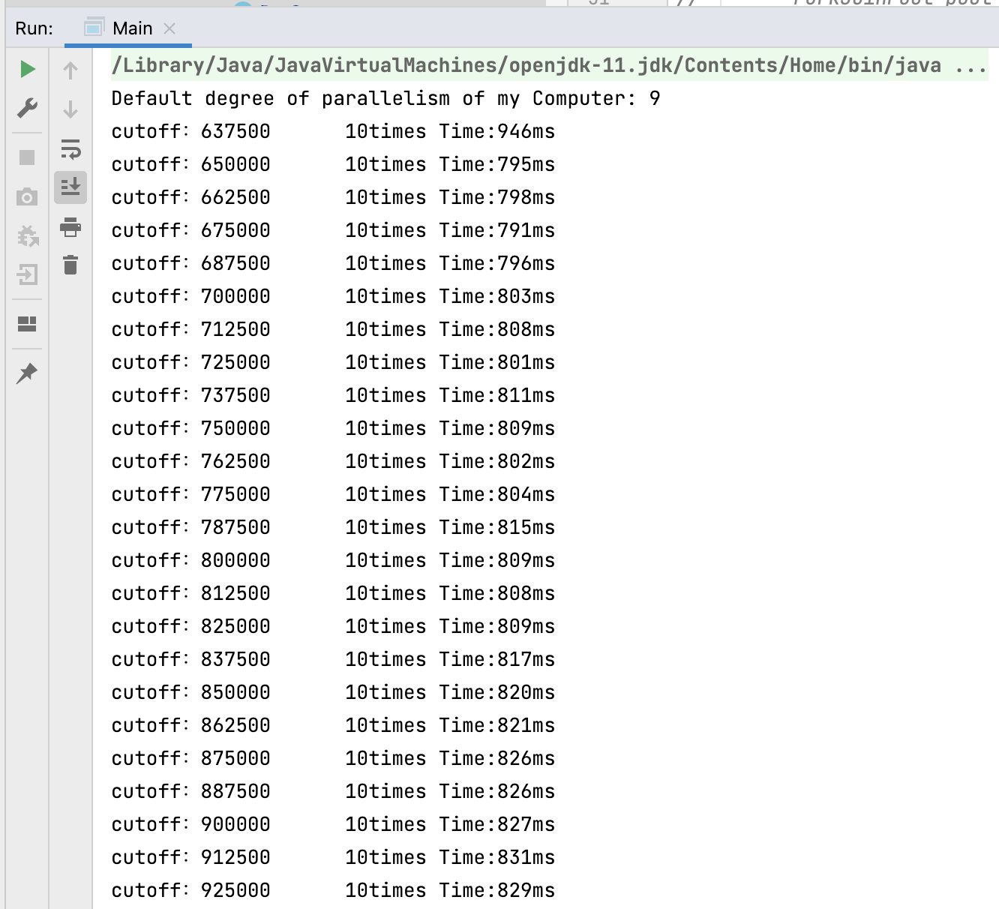 31 // ForkJoinPool pool
Run: Main
/Library/Java/JavaVirtualMachines/openjdk-11.jdk/Contents/Home/bin/java ...
Default degree of parallelism of my Computer: 9
cutoff: 637500 10times Time:946ms
cutoff: 650000 10times Time:795ms
cutoff: 662500 10times Time:798ms
cutoff: 675000 10times Time:791ms
cutoff: 687500 10times Time:796ms
cutoff: 700000 10times Time:803ms
cutoff: 712500 10times Time:808ms
cutoff: 725000 10times Time:801ms
cutoff: 737500 10times Time:811ms
cutoff: 750000 10times Time:809ms
cutoff: 762500 10times Time:802ms
cutoff: 775000 10times Time:804ms
cutoff: 787500 10times Time:815ms
cutoff: 800000 10times Time:809ms
cutoff: 812500 10times Time:808ms
cutoff: 825000 10times Time:809ms
cutoff: 837500 10times Time:817ms
cutoff: 850000 10times Time:820ms
cutoff: 862500 10times Time:821ms
cutoff: 875000 10times Time:826ms
cutoff: 887500 10times Time:826ms
cutoff: 900000 10times Time:827ms
cutoff: 912500 10times Time:831ms
cutoff: 925000 10times Time:829ms